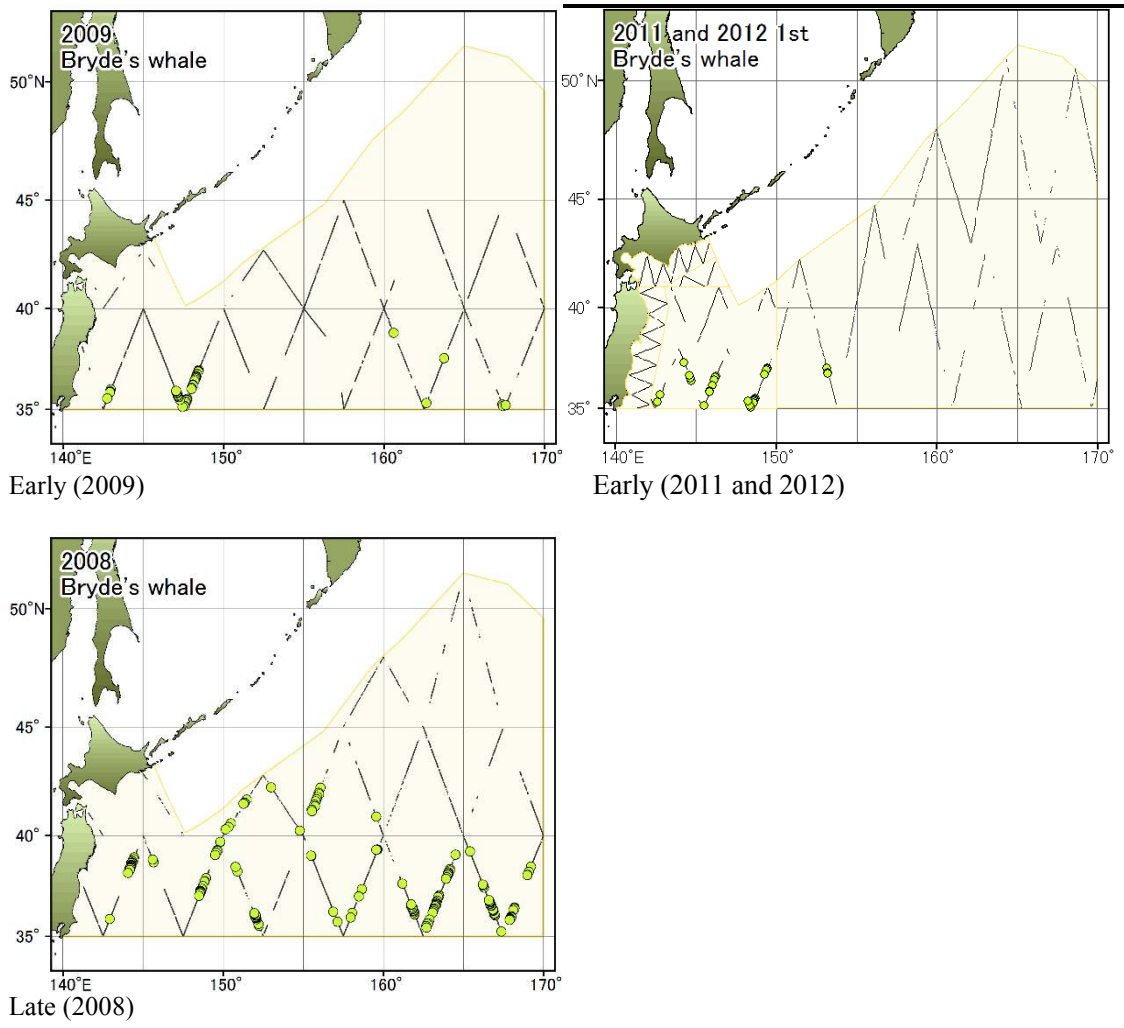 2009
Bryde's whale
50°N
45°
40°
35°
140°E
150°
160°
170°
Early (2009)
2011 and 2012 1st
Bryde's whale
50°N
45°
40°
35°
140°E
150°
160°
170°
Early (2011 and 2012)
2008
Bryde's whale
50°N
45°
40°
35°
140°E
150°
160°
170°
Late (2008)